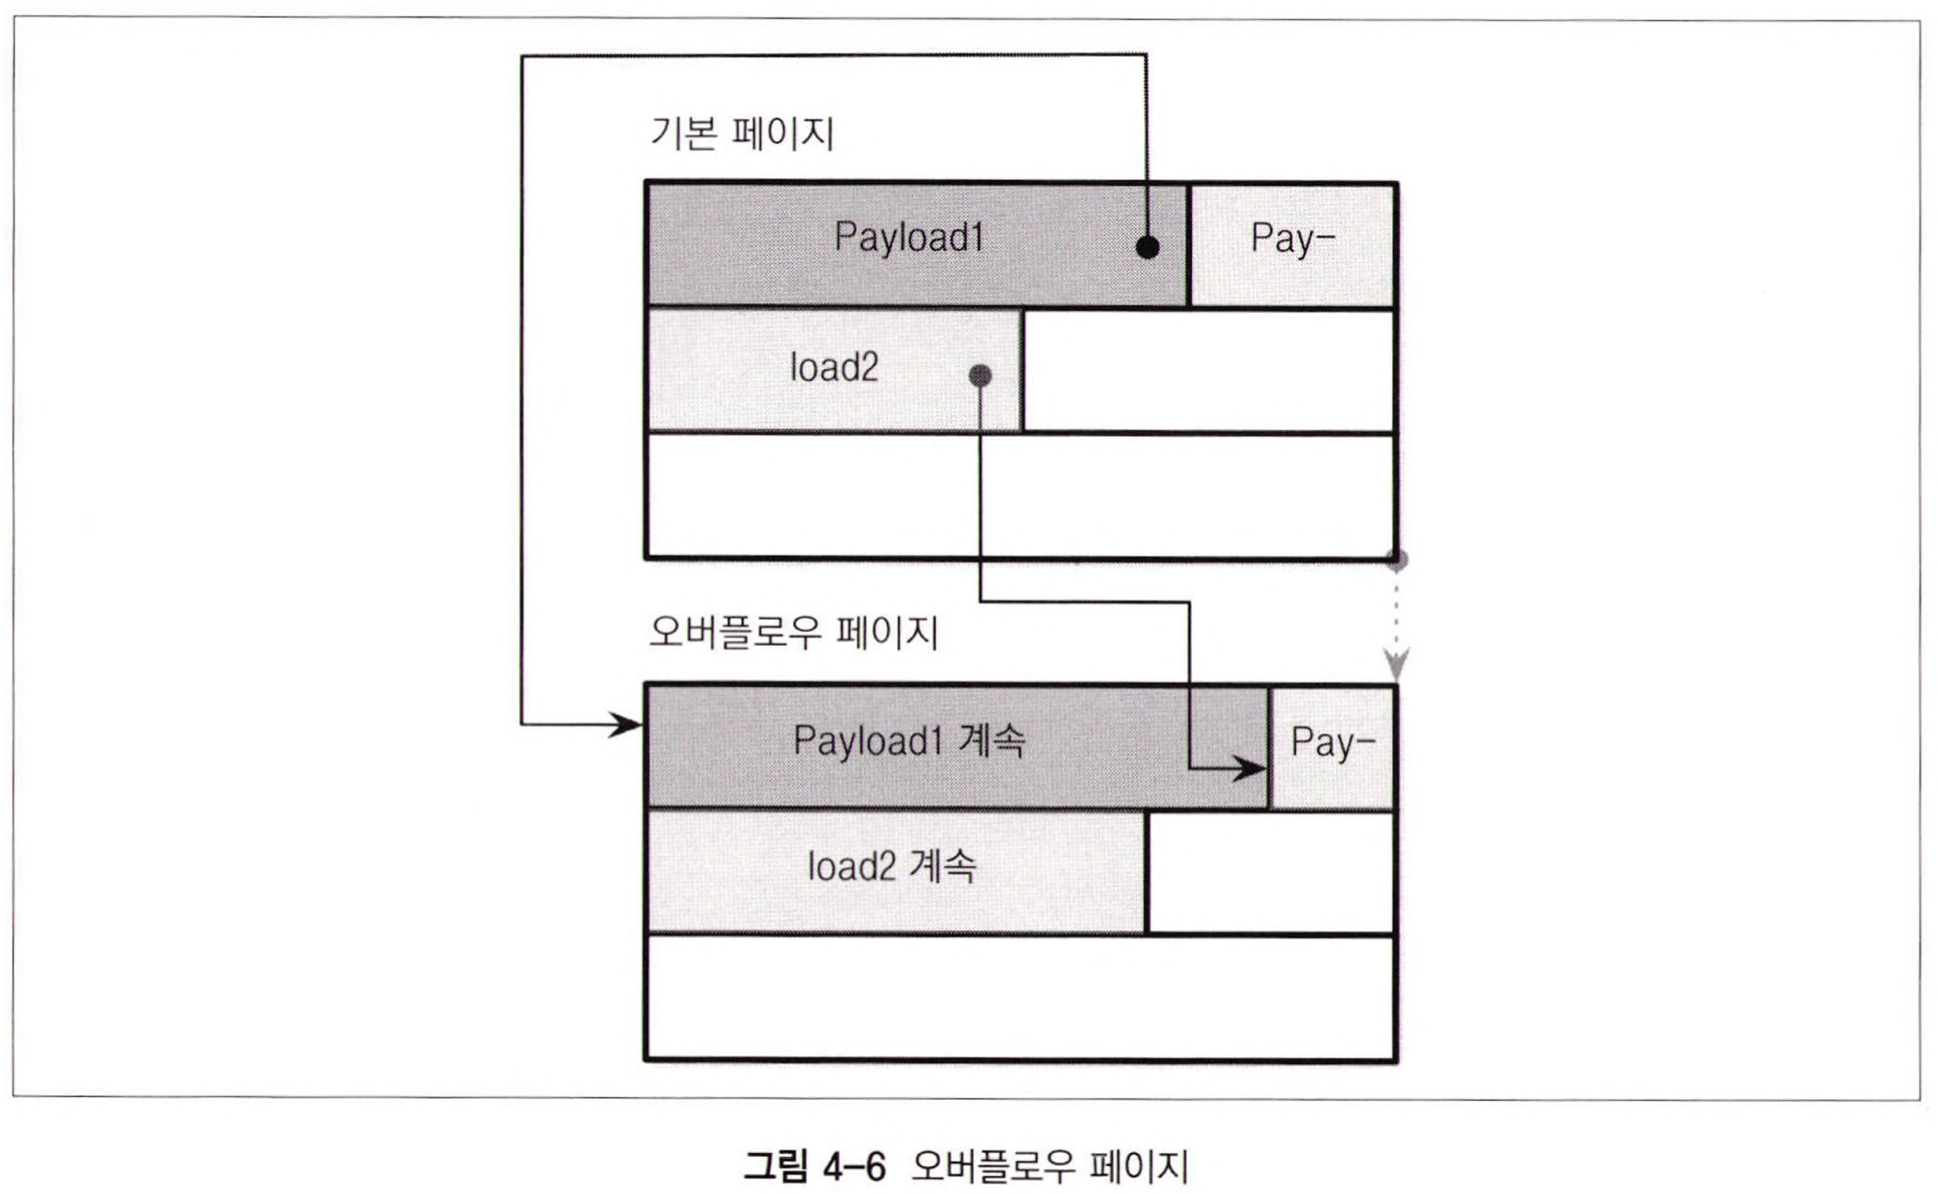 기본 페이지
Payload1
Pay-
load2
오버플로우 페이지
Payload1 계속
Pay-
load2 계속
그림 4-6 오버플로우 페이지